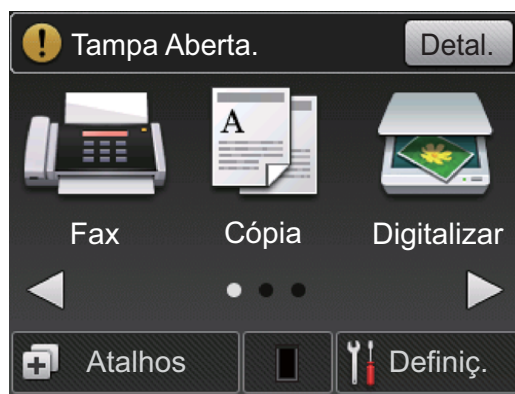 Tampa Aberta.
Detal.
A
Fax
Cópia
Digitalizar
Atalhos
Definiç.